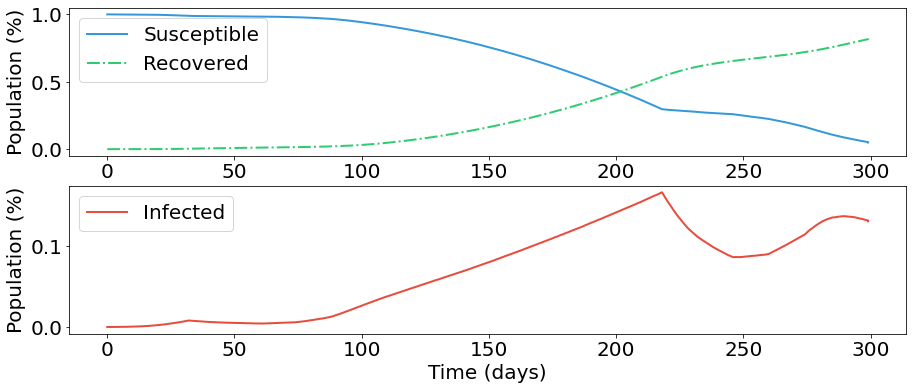 Population (%)
1.0
0.5
0.0
Susceptible
Recovered
0 50 100 150 200 250 300
Population (%)
0.1
0.0
Infected
0 50 100 150 200 250 300
Time (days)